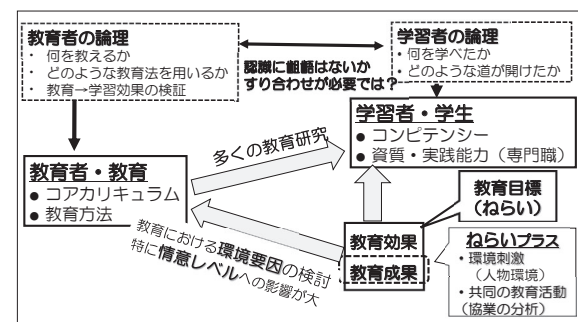 教育者の論理
・ 何を教えるか
・ どのような教育法を用いるか
・ 教育→学習効果の検証
認識に齟齬はないか
すり合わせが必要では？
学習者の論理
・何を学べたか
・どのような道が開けたか
学習者・学生
● コンピテンシー
● 資質・実践能力（専門職）
多くの教育研究
教育者・教育
● コアカリキュラム
● 教育方法
教育目標
（ねらい）
教育における環境要因の検討
特に情意レベルへの影響が大
教育効果
教育成果
ねらいプラス
・環境刺激
（人物環境）
・共同の教育活動
（協業の分析）